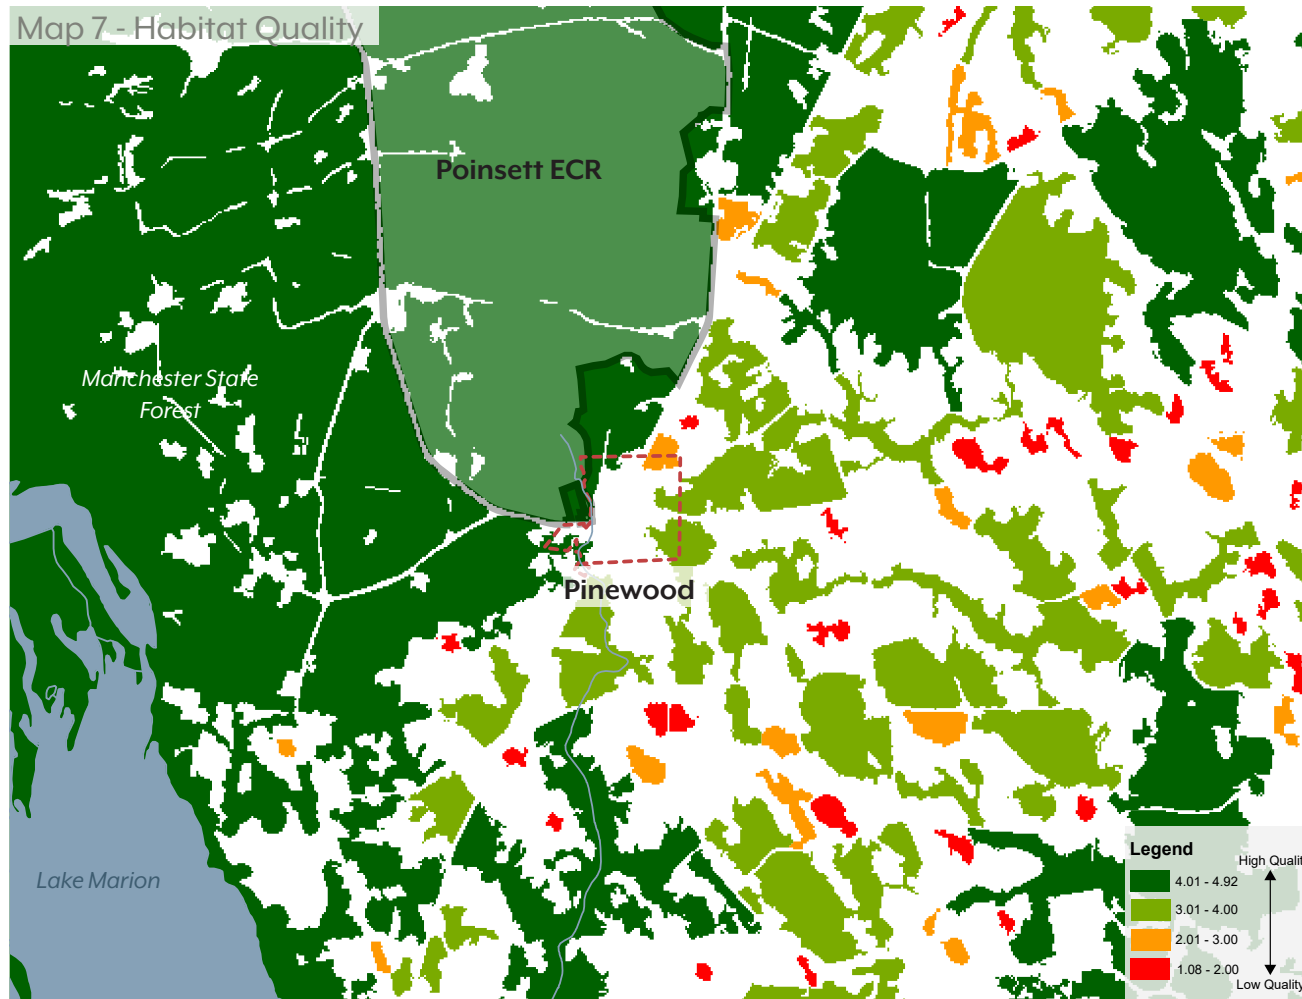 Map 7 - Habitat Quality
Poinsett ECR
Manchester State
Forest
Pinewood
Lake Marion
Legend
High Qualit
4.01 - 4.92
3.01 - 4.00
2.01 - 3.00
1.08 - 2.00
Low Quality